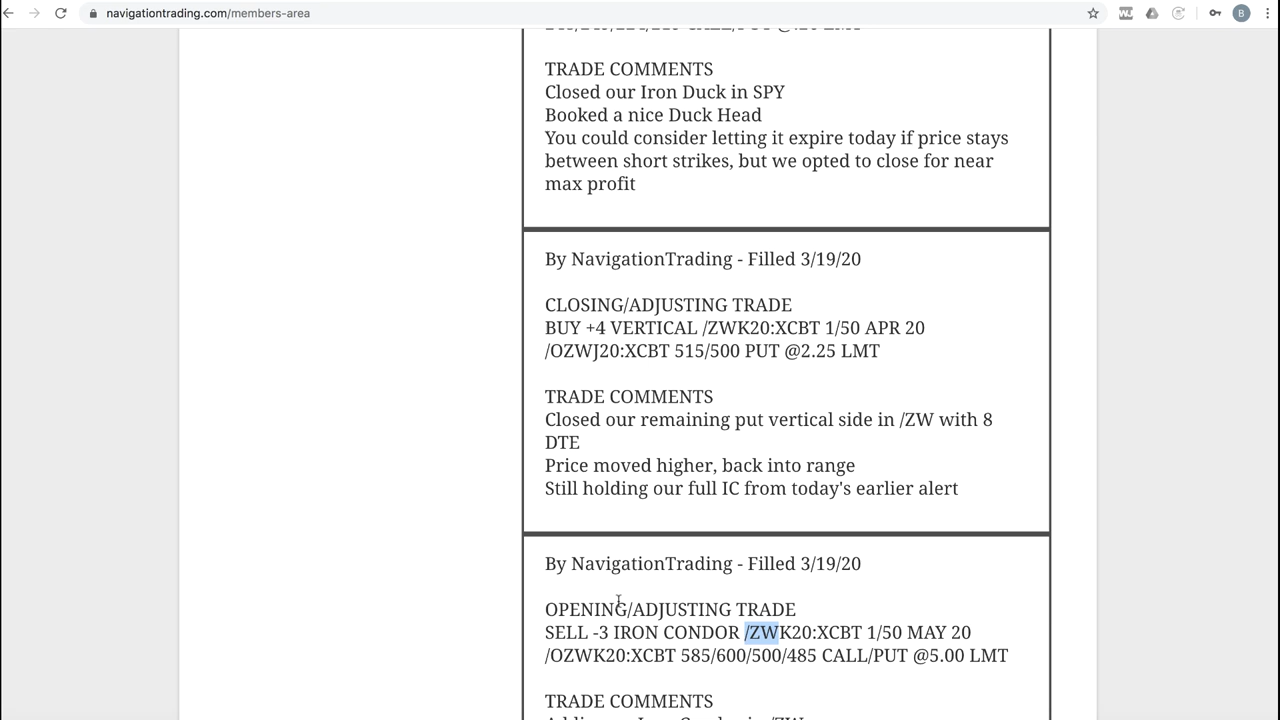 navigationtrading.com/members-area
B
TRADE COMMENTS
Closed our Iron Duck in SPY
Booked a nice Duck Head
You could consider letting it expire today if price stays
between short strikes, but we opted to close for near
max profit
By NavigationTrading - Filled 3/19/20
CLOSING/ADJUSTING TRADE
BUY +4 VERTICAL /ZWK20:XCBT 1/50 APR 20
/OZWJ20:XCBT 515/500 PUT @2.25 LMT
TRADE COMMENTS
Closed our remaining put vertical side in /ZW with 8
DTE
Price moved higher, back into range
Still holding our full IC from today's earlier alert
By NavigationTrading - Filled 3/19/20
OPENING/ADJUSTING TRADE
SELL -3 IRON CONDOR /ZWK20:XCBT 1/50 MAY 20
/OZWK20:XCBT 585/600/500/485 CALL/PUT @5.00 LMT
TRADE COMMENTS